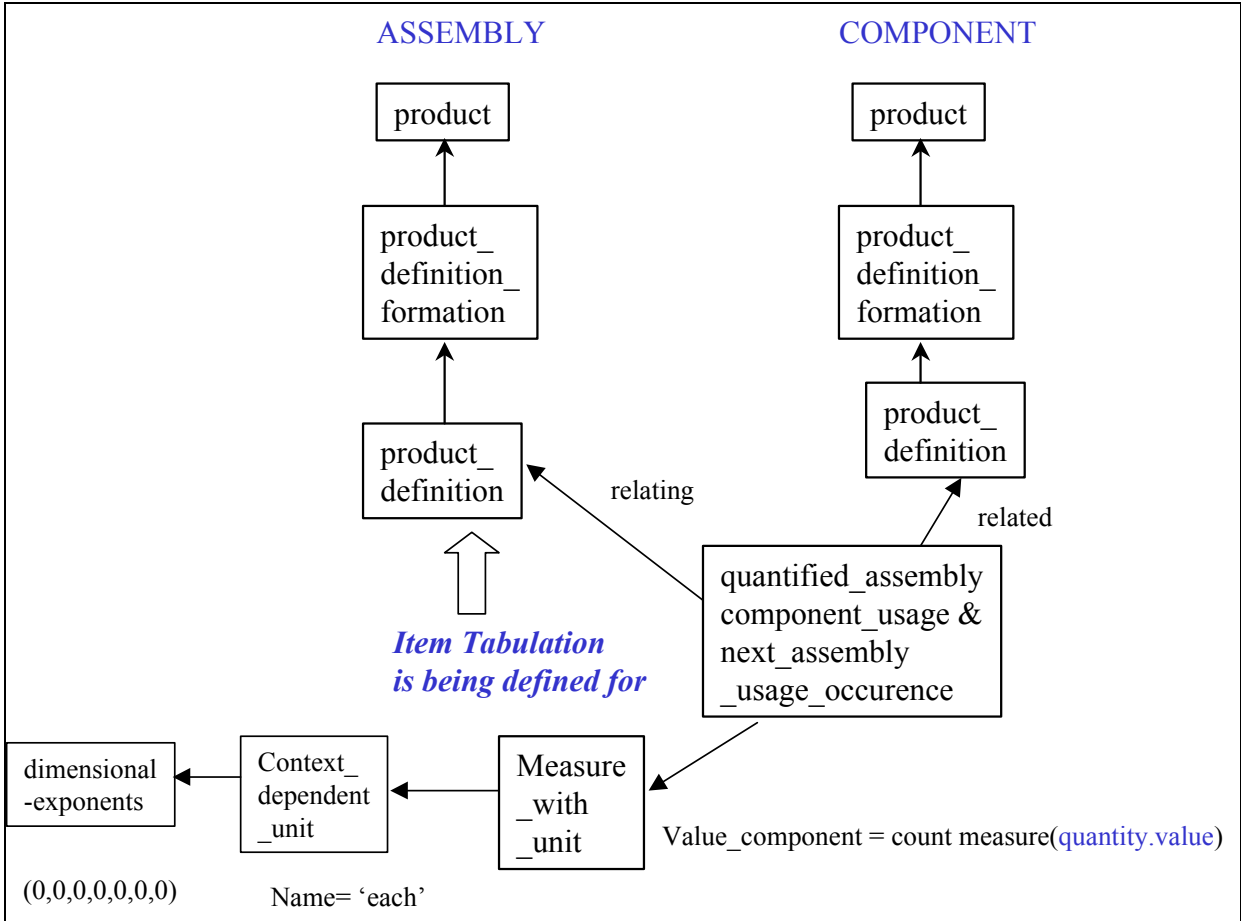 ASSEMBLY
COMPONENT
product
product
product_
definition_
formation
product_
definition_
formation
product_
definition
product_
definition
relating
related
quantified_assembly
component_usage &
next_assembly
_usage_occurence
Item Tabulation
is being defined for
dimensional
-exponents
Context_
dependent
_unit
Measure
_with
_unit
Value_component = count measure(quantity.value)
(0,0,0,0,0,0,0)
Name= ‘each’